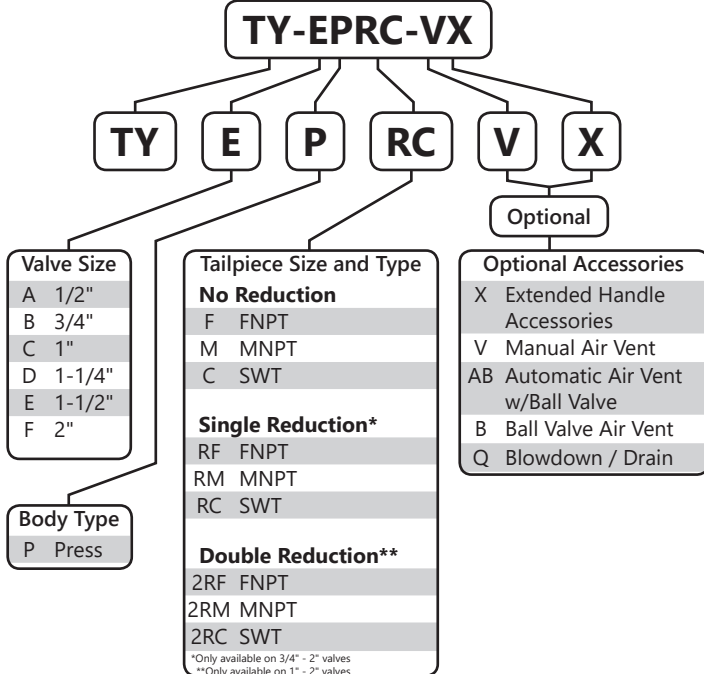 TY-EPRC-VX
TY E P RC V X
Optional
Valve Size
A 1/2"
B 3/4"
C 1"
D 1-1/4"
E 1-1/2"
F 2"
Body Type
P Press
Tailpiece Size and Type
No Reduction
F FNPT
M MNPT
C SWT
Single Reduction*
RF FNPT
RM MNPT
RC SWT
Double Reduction**
2RF FNPT
2RM MNPT
2RC SWT
*Only available on 3/4" - 2" valves
**Only available on 1" - 2" valves
Optional Accessories
X Extended Handle
Accessories
V Manual Air Vent
AB Automatic Air Vent
w/Ball Valve
B Ball Valve Air Vent
Q Blowdown / Drain